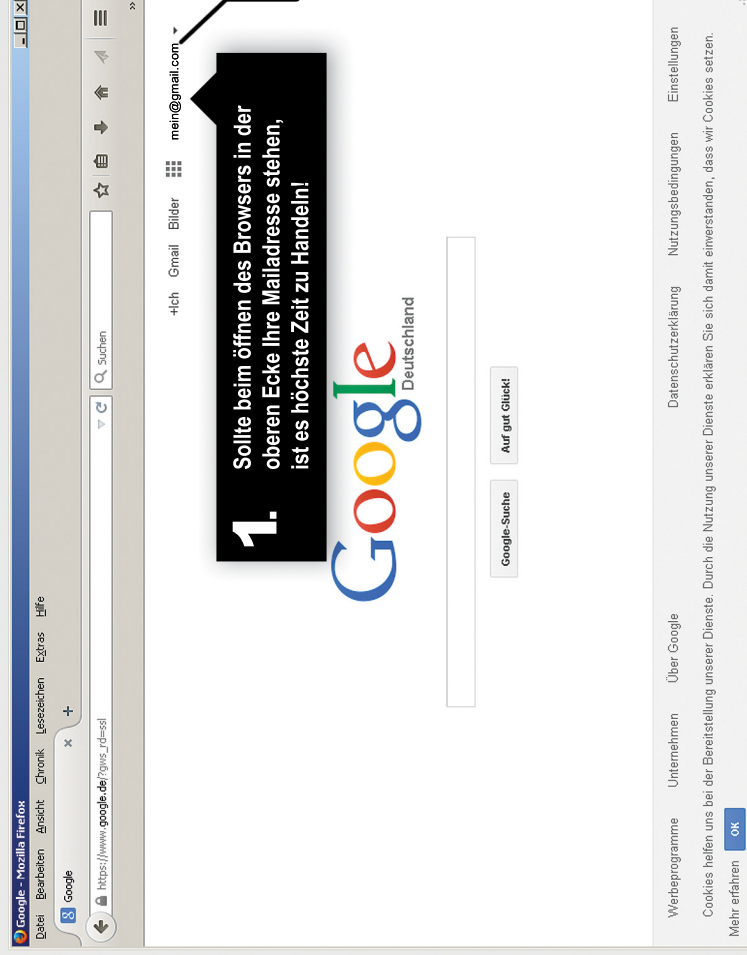 Google - Mozilla Firefox
Datei Bearbeiten Ansicht Chronik Lesezeichen Extras Hilfe
8 Google
https://www.google.de/?gws_rd=ssl
Suchen
+Ich Gmail Bilder mein@gmail.com
1. Sollte beim öffnen des Browsers in der
oberen Ecke Ihre Mailadresse stehen,
ist es höchste Zeit zu Handeln!
Google
Deutschland
Google-Suche Auf gut Glück!
Werbeprogramme Unternehmen Über Google Datenschutzerklärung Nutzungsbedingungen Einstellungen
Cookies helfen uns bei der Bereitstellung unserer Dienste. Durch die Nutzung unserer Dienste erklären Sie sich damit einverstanden, dass wir Cookies setzen.
Mehr erfahren OK